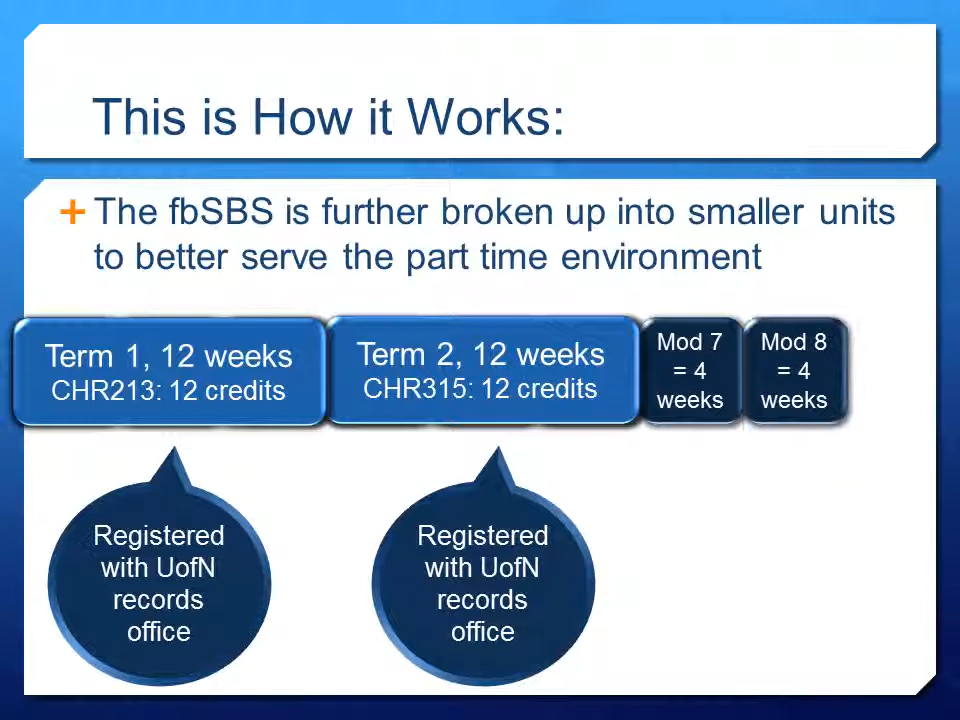 This is How it Works:
+ The fbSBS is further broken up into smaller units
to better serve the part time environment
Term 1, 12 weeks
CHR213: 12 credits
Term 2, 12 weeks
CHR315: 12 credits
Mod 7
= 4
weeks
Mod 8
= 4
weeks
Registered
with UofN
records
office
Registered
with UofN
records
office